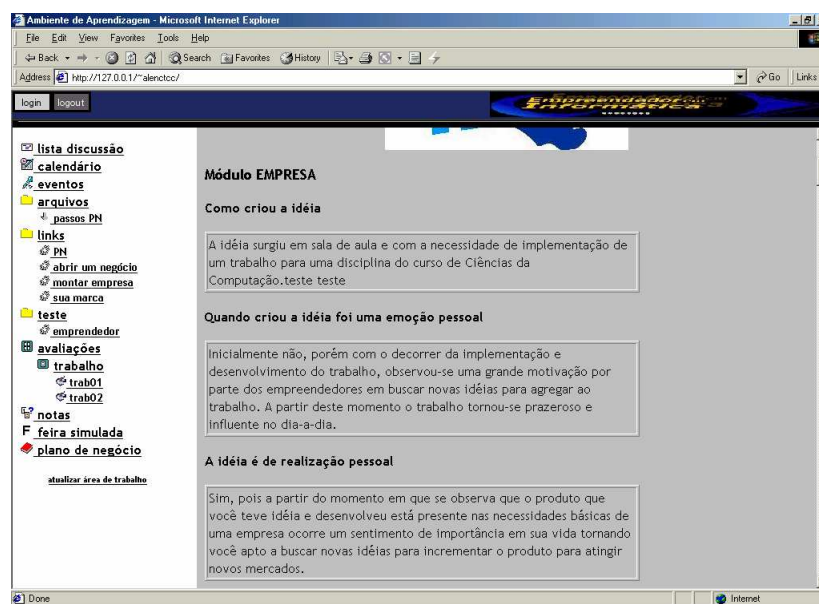 Ambiente de Aprendizagem - Microsoft Internet Explorer
File Edit View Favorites Tools Help
Back Search Favorites History
Address http://127.0.0.1/~alenctcc/ Go Links
login logout
Empreendedor em
Informática
lista discussão
calendário
eventos
arquivos
passos PN
links
PN
abrir um negócio
montar empresa
sua marca
teste
emprendedor
avaliações
trabalho
trab01
trab02
notas
F feira simulada
plano de negócio
atualizar área de trabalho
Módulo EMPRESA
Como criou a idéia
A idéia surgiu em sala de aula e com a necessidade de implementação de
um trabalho para uma disciplina do curso de Ciências da
Computação.teste teste
Quando criou a idéia foi uma emoção pessoal
Inicialmente não, porém com o decorrer da implementação e
desenvolvimento do trabalho, observou-se uma grande motivação por
parte dos empreendedores em buscar novas idéias para agregar ao
trabalho. A partir deste momento o trabalho tornou-se prazeroso e
influente no dia-a-dia.
A idéia é de realização pessoal
Sim, pois a partir do momento em que se observa que o produto que
você teve idéia e desenvolveu está presente nas necessidades básicas de
uma empresa ocorre um sentimento de importância em sua vida tornando
você apto a buscar novas idéias para incrementar o produto para atingir
novos mercados.
Done
Internet